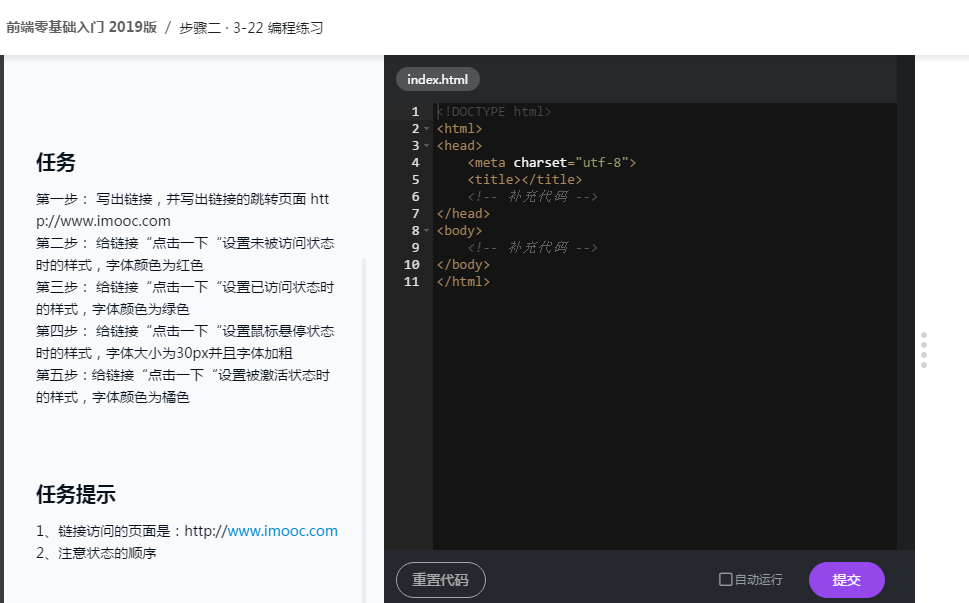 前端零基础入门 2019版 / 步骤二 · 3-22 编程练习
任务
第一步： 写出链接，并写出链接的跳转页面 htt
p://www.imooc.com
第二步： 给链接“点击一下“设置未被访问状态
时的样式，字体颜色为红色
第三步： 给链接“点击一下“设置已访问状态时
的样式，字体颜色为绿色
第四步： 给链接“点击一下“设置鼠标悬停状态
时的样式，字体大小为30px并且字体加粗
第五步：给链接“点击一下“设置被激活状态时
的样式，字体颜色为橘色
任务提示
1、链接访问的页面是：http://www.imooc.com
2、注意状态的顺序
index.html
1 <!DOCTYPE html>
2 <html>
3 <head>
4 <meta charset="utf-8">
5 <title></title>
6 <!-- 补充代码 -->
7 </head>
8 <body>
9 <!-- 补充代码 -->
10 </body>
11 </html>
重置代码
自动运行
提交